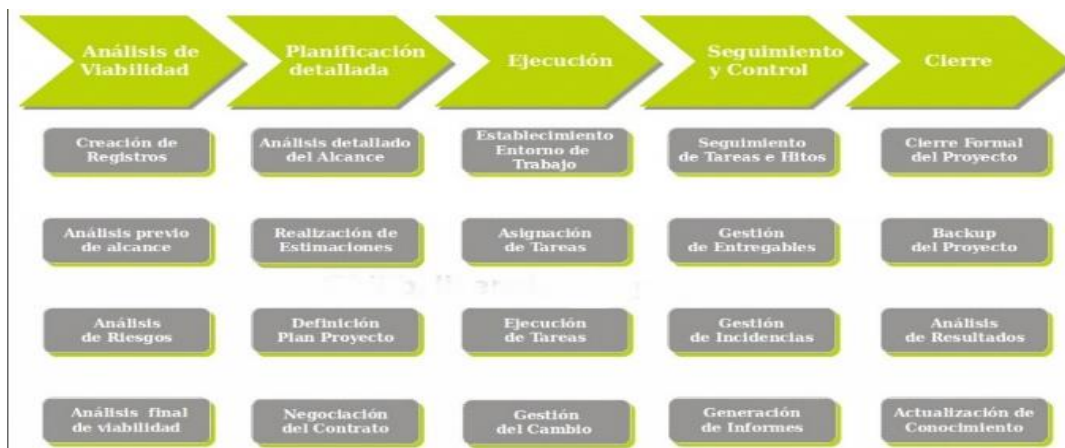 Análisis de
Viabilidad
Planificación
detallada
Ejecución
Seguimiento
y Control
Cierre
Creación de
Registros
Análisis detallado
del Alcance
Establecimiento
Entorno de
Trabajo
Seguimiento
de Tareas e Hitos
Cierre Formal
del Proyecto
Análisis previo
de alcance
Realización de
Estimaciones
Asignación
de Tareas
Gestión
de Entregables
Backup
del Proyecto
Análisis
de Riesgos
Definición
Plan Proyecto
Ejecución
de Tareas
Gestión
de Incidencias
Análisis
de Resultados
Análisis final
de viabilidad
Negociación
del Contrato
Gestión
del Cambio
Generación
de Informes
Actualización de
Conocimiento